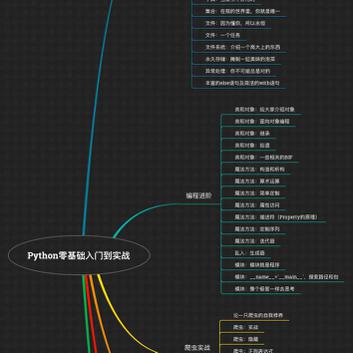 集合：在我的世界里，你就是唯一
文件：因为懂你，所以永恒
文件：一个任务
文件系统：介绍一个高大上的东西
永久存储：腌制一缸美味的泡菜
异常处理：你不可能总是对的
丰富的else语句及简洁的with语句
类和对象：给大家介绍对象
类和对象：面向对象编程
类和对象：继承
类和对象：拾遗
类和对象：一些相关的BIF
魔法方法：构造和析构
魔法方法：算术运算
魔法方法：简单定制
魔法方法：属性访问
魔法方法：描述符（Property的原理）
魔法方法：定制序列
魔法方法：迭代器
乱入：生成器
模块：模块就是程序
模块：__name__='__main__'、搜索路径和包
模块：像个极客一样去思考
编程进阶
Python零基础入门到实战
论一只爬虫的自我修养
爬虫：实战
爬虫：隐藏
爬虫实战
爬虫：正则表达式